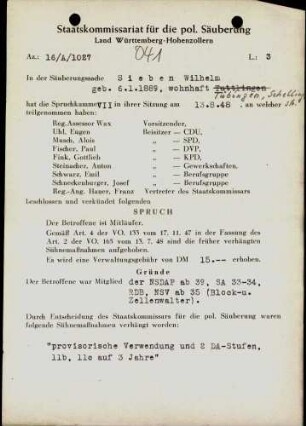 Staatskommissariat für die pol. Säuberung
Land Württemberg-Hohenzollern
Az.: 16/A/1027
041
L: 3
In der Säuberungssache S i e b e n Wilhelm
geb. 6.1.1889, wohnhaft Tuttlingen
Tübingen, Schelling
hat die Spruchkammer VII in ihrer Sitzung am 13.8.48, an welcher
teilgenommen haben:
Reg.Assessor Wax Vorsitzender,
Uhl, Eugen Beisitzer – CDU,
Maach, Alois „ – SPD,
Fischer, Paul „ – DVP,
Fink, Gottlieb „ – KPD,
Steinacher, Anton „ – Gewerkschaften,
Schwarz, Emil „ – Berufsgruppe
Schneckenburger, Josef „ – Berufsgruppe
Reg.-Ang. Hauer, Franz Vertreter des Staatskommissars
beschlossen und verkündet folgenden
SPRUCH
Der Betroffene ist Mitläufer.
Gemäß Art. 4 der VO. 133 vom 17. 11. 47 in der Fassung des
Art. 2 der VO. 165 vom 13. 7. 48 sind die früher verhängten
Sühnemaßnahmen aufgehoben.
Es wird eine Verwaltungsgebühr von DM 15.-- erhoben.
Gründe
Der Betroffene war Mitglied der NSDAP ab 39, SA 33-34,
RDB, NSV ab 35 (Block-u.
Zellenwalter).
Durch Entscheidung des Staatskommissars für die pol. Säuberung waren
folgende Sühnemaßnahmen verhängt worden:
"provisorische Verwendung und 2 DA-Stufen,
11b, 11c auf 3 Jahre"